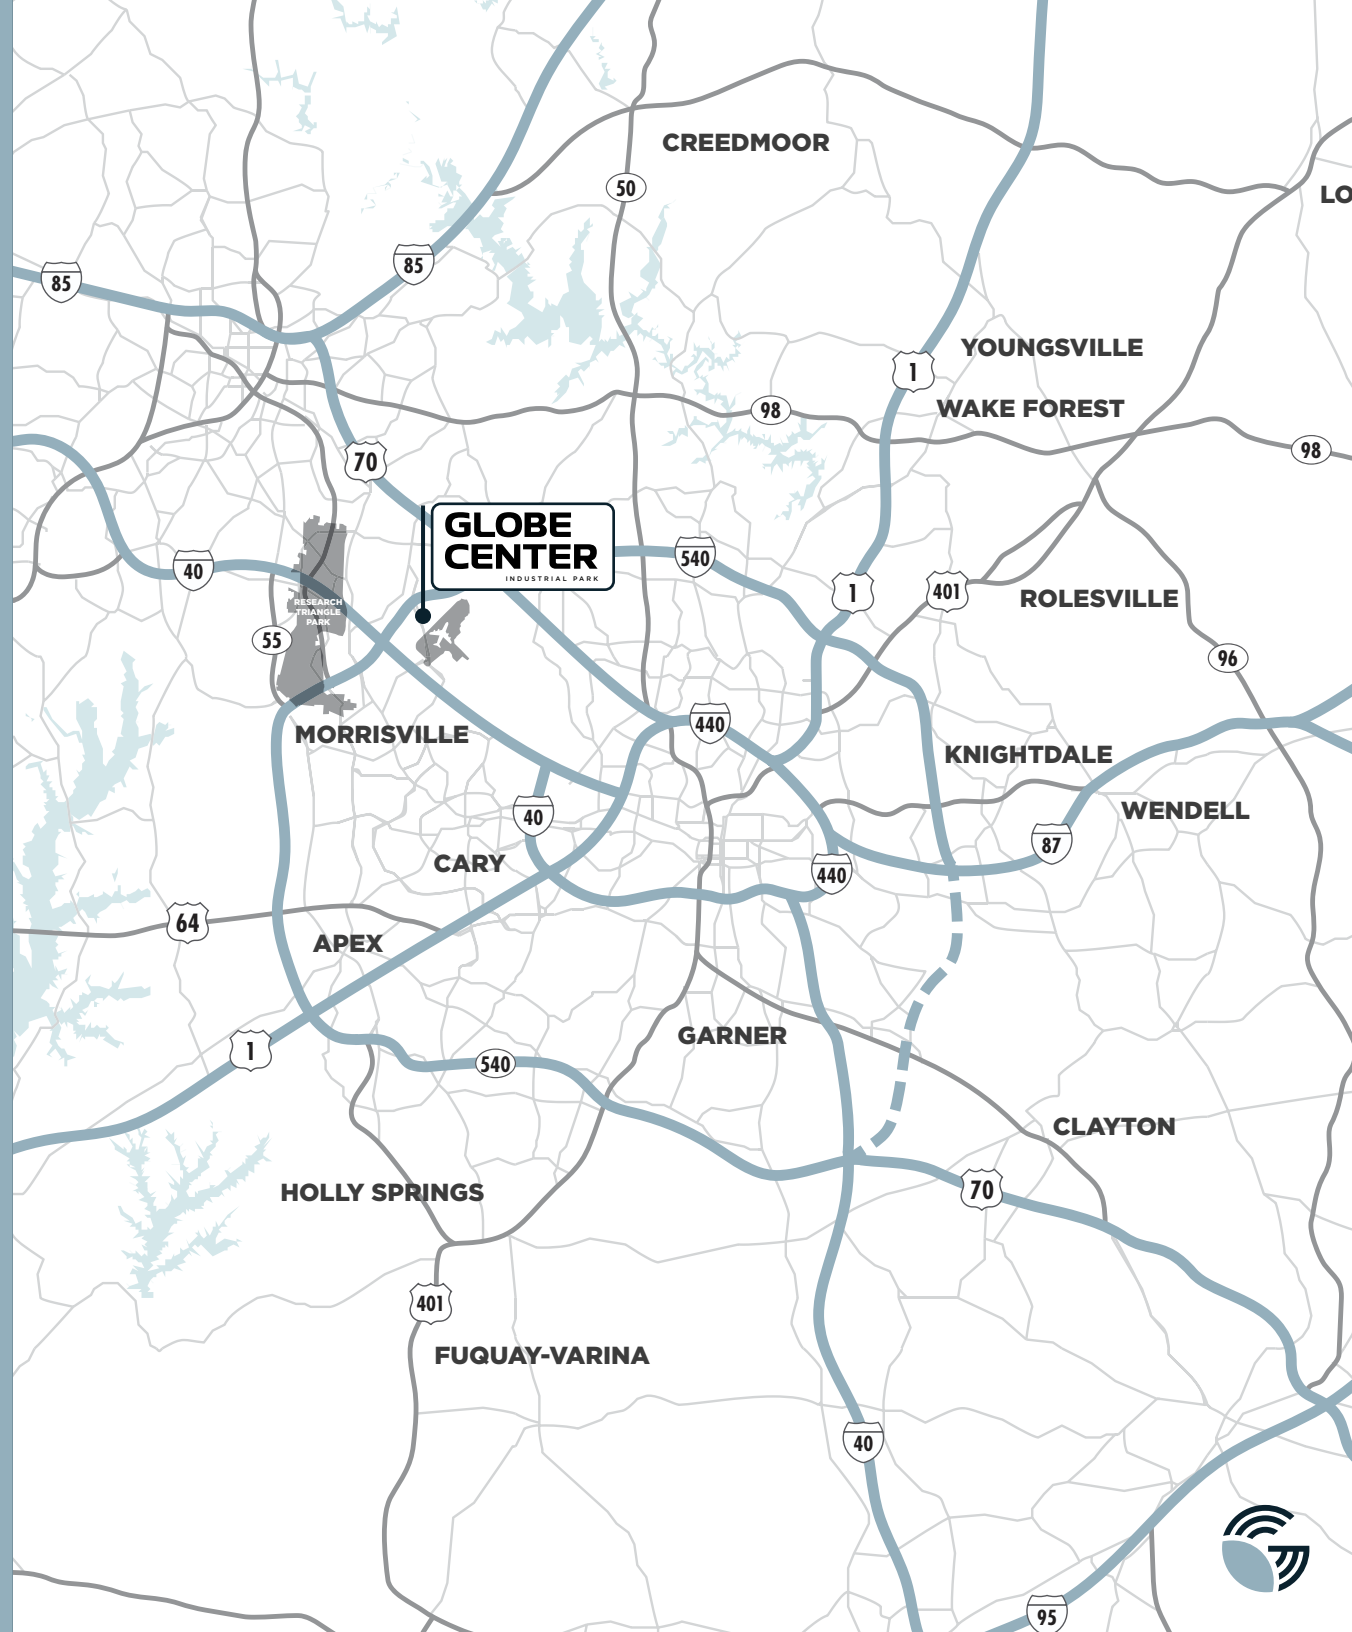 CREEDMOOR
50
LO
85
85
YOUNGSVILLE
1
WAKE FOREST
98
98
70
GLOBE
CENTER
INDUSTRIAL PARK
540
40
1
401
ROLESVILLE
RESEARCH
TRIANGLE
PARK
55
96
440
MORRISVILLE
KNIGHTDALE
WENDELL
40
87
CARY
440
64
APEX
GARNER
1
540
CLAYTON
HOLLY SPRINGS
70
401
FUQUAY-VARINA
40
95